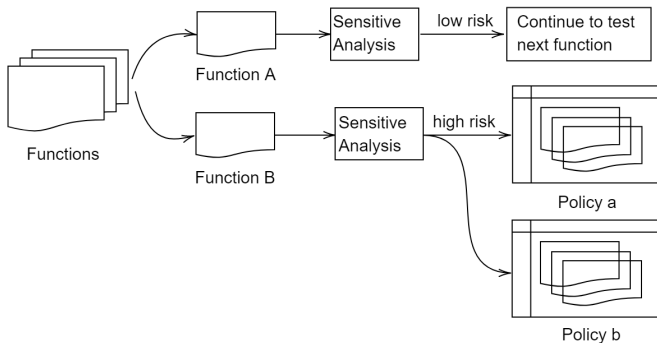 Functions
Function A
Sensitive
Analysis
low risk
Continue to test
next function
Function B
Sensitive
Analysis
high risk
Policy a
Policy b